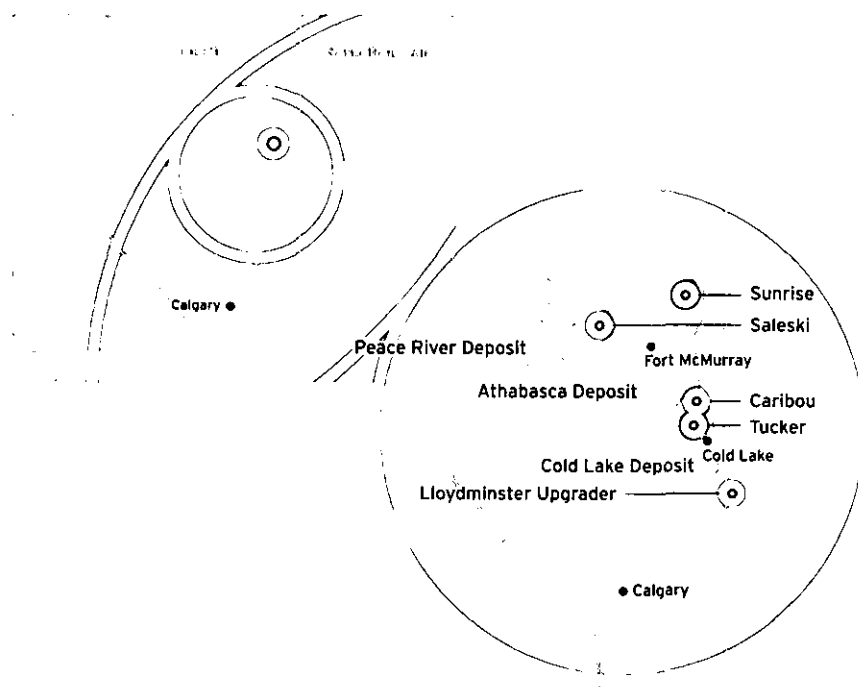 Calgary
Sunrise
Saleski
Peace River Deposit
Fort McMurray
Athabasca Deposit
Caribou
Tucker
Cold Lake
Cold Lake Deposit
Lloydminster Upgrader
Calgary